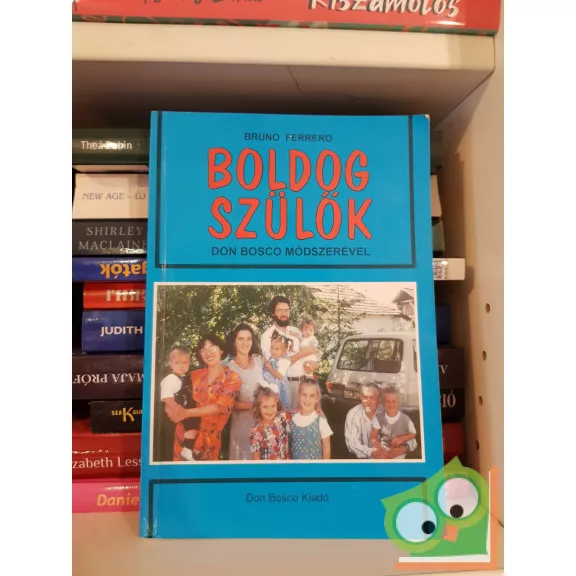 KISZÁMOLÓS
BRUNO FERRERO
BOLDOG
SZÜLŐK
DON BOSCO MÓDSZERÉVEL
Don Bosco Kiadó
Thea
NEW AGE - ÚJ
SHIRLEY
MACLAINE
gatók
JUDITH
MAJA PRÓF
zabeth Less
Danie